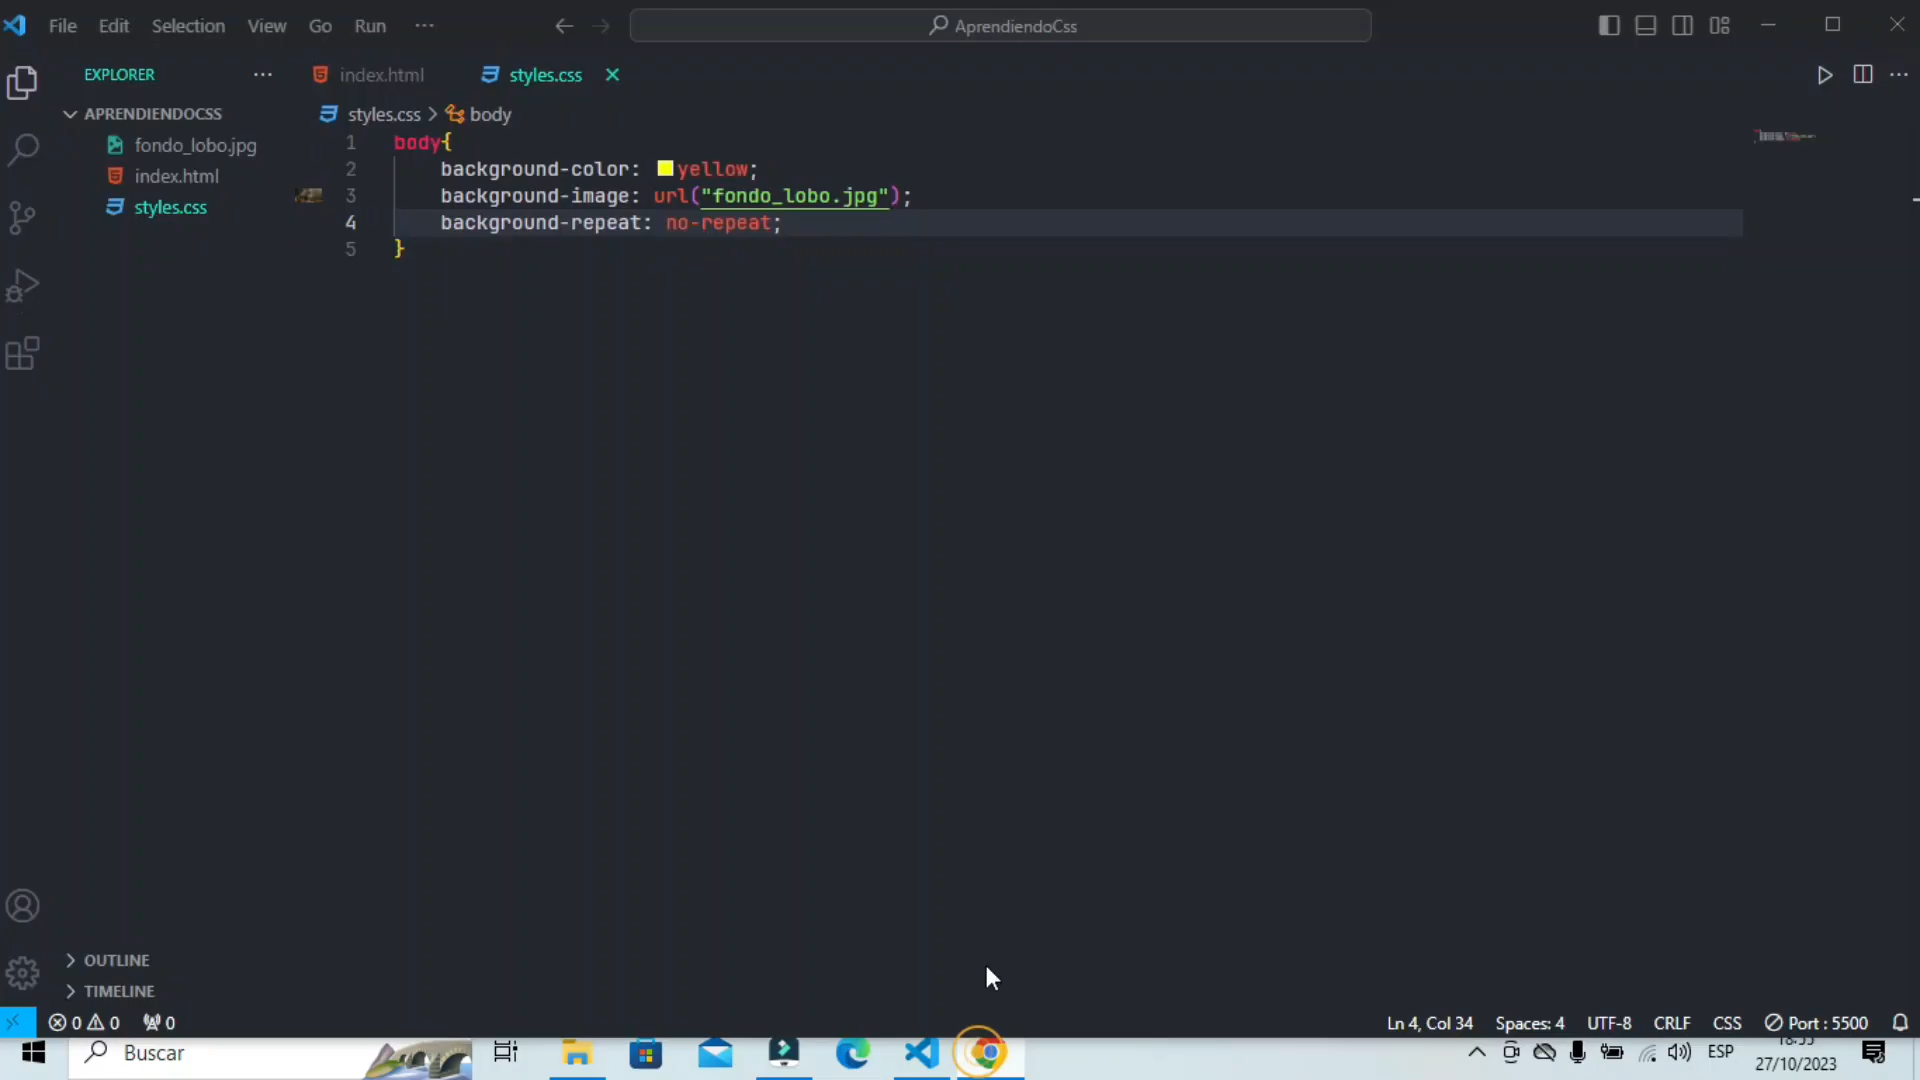 File Edit Selection View Go Run ··· AprendiendoCss
EXPLORER ··· index.html styles.css
APRENDIENDOCSS
fondo_lobo.jpg
index.html
styles.css
styles.css > body
1 body{
2 background-color: yellow;
3 background-image: url("fondo_lobo.jpg");
4 background-repeat: no-repeat;
5 }
OUTLINE
TIMELINE
0 0 0 Ln 4, Col 34 Spaces: 4 UTF-8 CRLF CSS Port : 5500
Buscar ESP
27/10/2023